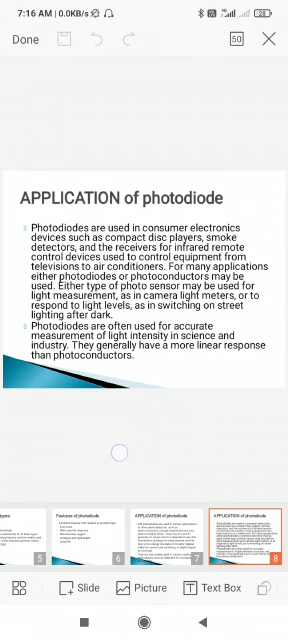 7:16 AM | 0.0KB/s
28
Done
50
APPLICATION of photodiode
Photodiodes are used in consumer electronics
devices such as compact disc players, smoke
detectors, and the receivers for infrared remote
control devices used to control equipment from
televisions to air conditioners. For many applications
either photodiodes or photoconductors may be
used. Either type of photo sensor may be used for
light measurement, as in camera light meters, or to
respond to light levels, as in switching on street
lighting after dark.
Photodiodes are often used for accurate
measurement of light intensity in science and
industry. They generally have a more linear response
than photoconductors.
5
Features of photodiode
6
APPLICATION of photodiode
7
APPLICATION of photodiode
8
Slide
Picture
Text Box